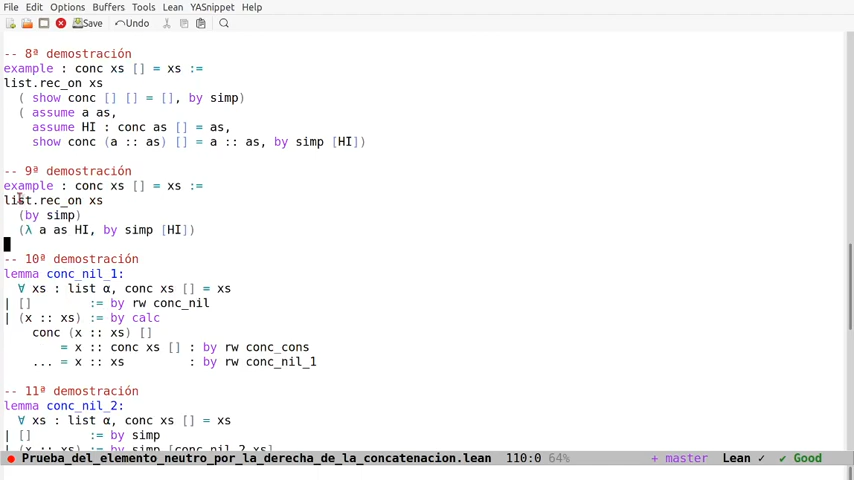 File Edit Options Buffers Tools Lean YASnippet Help
Save Undo
-- 8ª demostración
example : conc xs [] = xs :=
list.rec_on xs
( show conc [] [] = [], by simp)
( assume a as,
assume HI : conc as [] = as,
show conc (a :: as) [] = a :: as, by simp [HI])
-- 9ª demostración
example : conc xs [] = xs :=
list.rec_on xs
(by simp)
(λ a as HI, by simp [HI])
-- 10ª demostración
lemma conc_nil_1:
∀ xs : list α, conc xs [] = xs
| [] := by rw conc_nil
| (x :: xs) := by calc
conc (x :: xs) []
= x :: conc xs [] : by rw conc_cons
... = x :: xs : by rw conc_nil_1
-- 11ª demostración
lemma conc_nil_2:
∀ xs : list α, conc xs [] = xs
| [] := by simp
| (x :: xs) := by simp [conc_nil_2 xs]
Prueba_del_elemento_neutro_por_la_derecha_de_la_concatenacion.lean 110:0 64% + master Lean ✓ ✓ Good